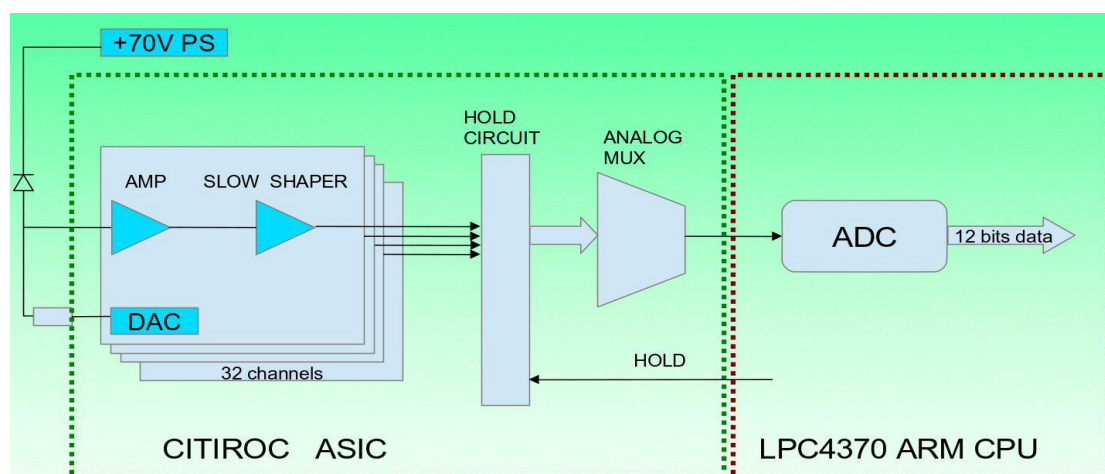 +70V PS
HOLD
CIRCUIT
ANALOG
MUX
AMP
SLOW SHAPER
ADC
12 bits data
DAC
HOLD
32 channels
CITIROC ASIC
LPC4370 ARM CPU